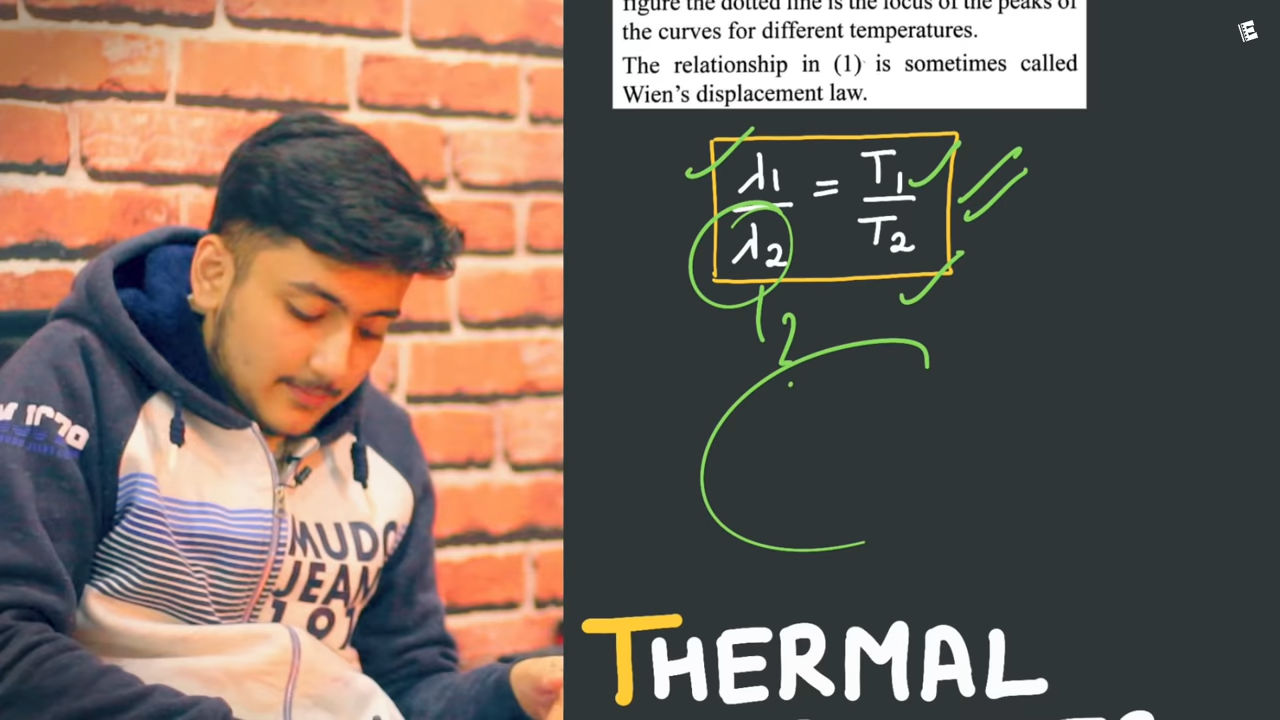 figure the dotted line is the locus of the peaks of
the curves for different temperatures.
The relationship in (1) is sometimes called
Wien's displacement law.
λ1/λ2 = T1/T2
?
THERMAL
MUDO
JEAN
197
E